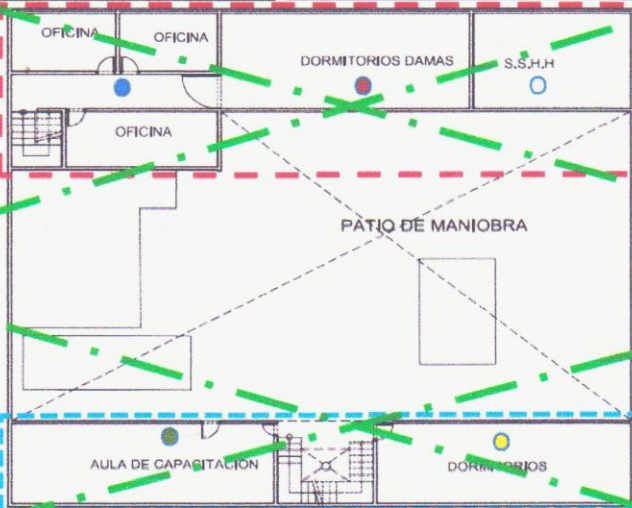 OFICINA
OFICINA
DORMITORIOS DAMAS
S.S.H.H
OFICINA
PATIO DE MANIOBRA
AULA DE CAPACITACION
DORMITORIOS